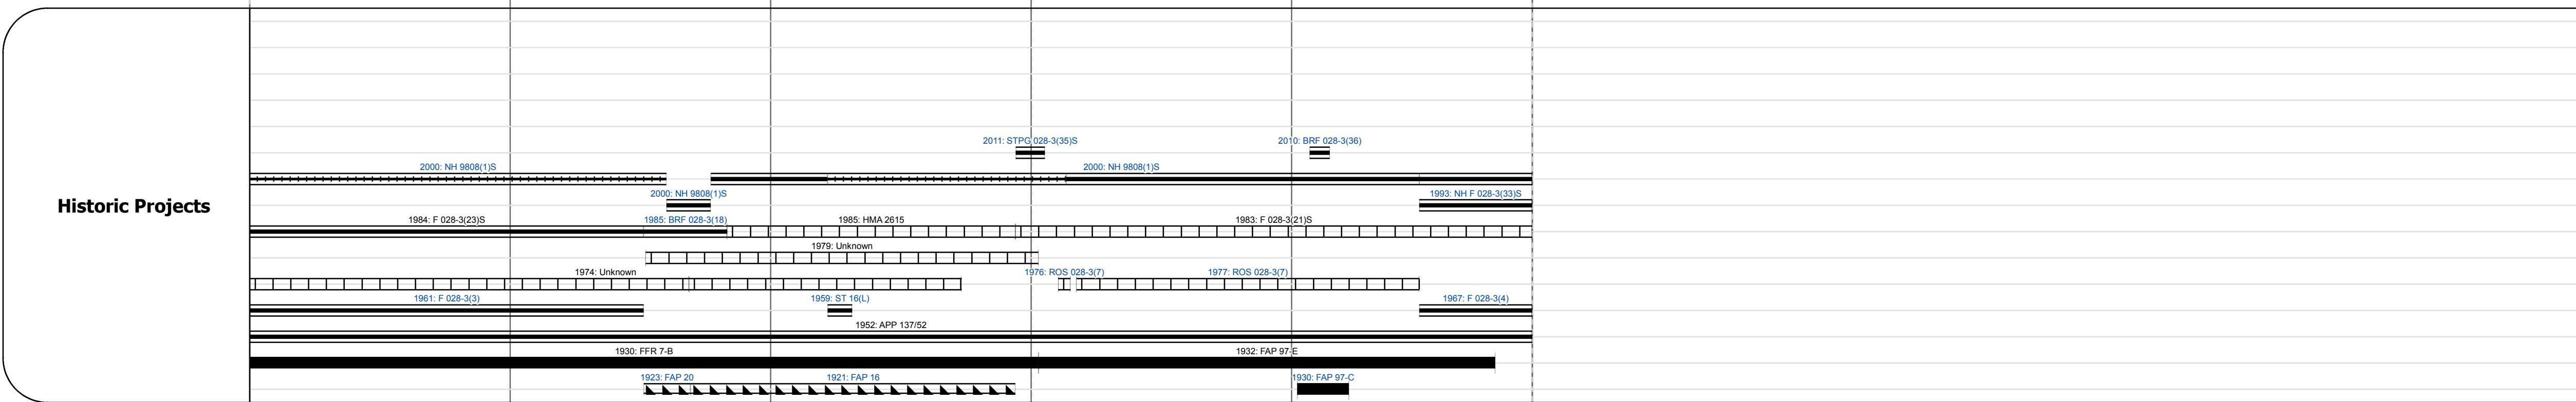 2011: STPG 028-3(35)S
2010: BRF 028-3(36)
2000: NH 9808(1)S
2000: NH 9808(1)S
2000: NH 9808(1)S
1993: NH F 028-3(33)S
Historic Projects
1984: F 028-3(23)S
1985: BRF 028-3(18)
1985: HMA 2615
1983: F 028-3(21)S
1979: Unknown
1974: Unknown
1976: ROS 028-3(7)
1977: ROS 028-3(7)
1961: F 028-3(3)
1959: ST 16(L)
1967: F 028-3(4)
1952: APP 137/52
1930: FFR 7-B
1932: FAP 97-E
1923: FAP 20
1921: FAP 16
1930: FAP 97-C